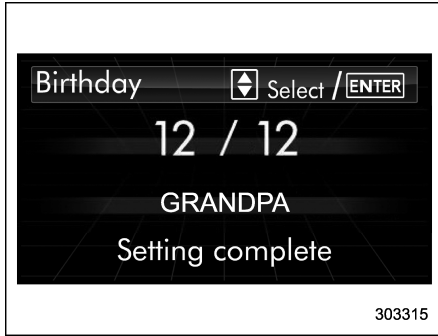 Birthday Select / ENTER
12 / 12
GRANDPA
Setting complete
303315